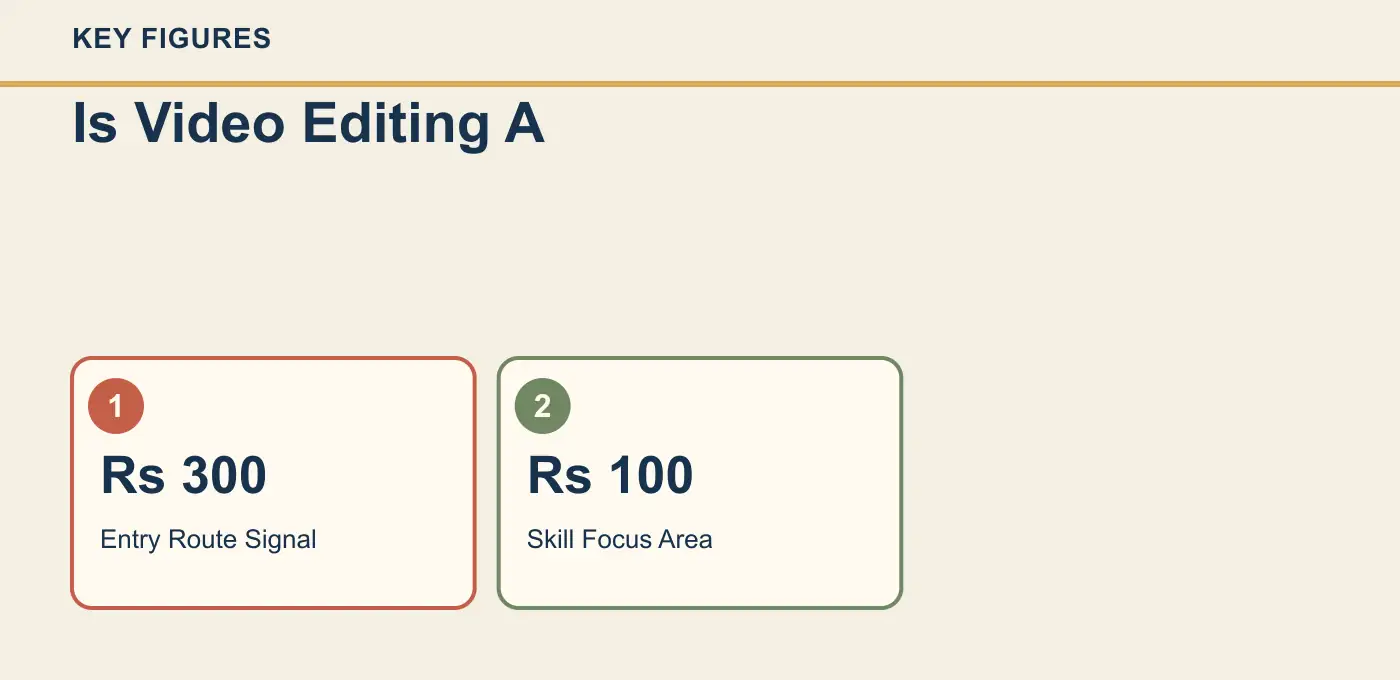 KEY FIGURES
Is Video Editing A
1
Rs 300
Entry Route Signal
2
Rs 100
Skill Focus Area